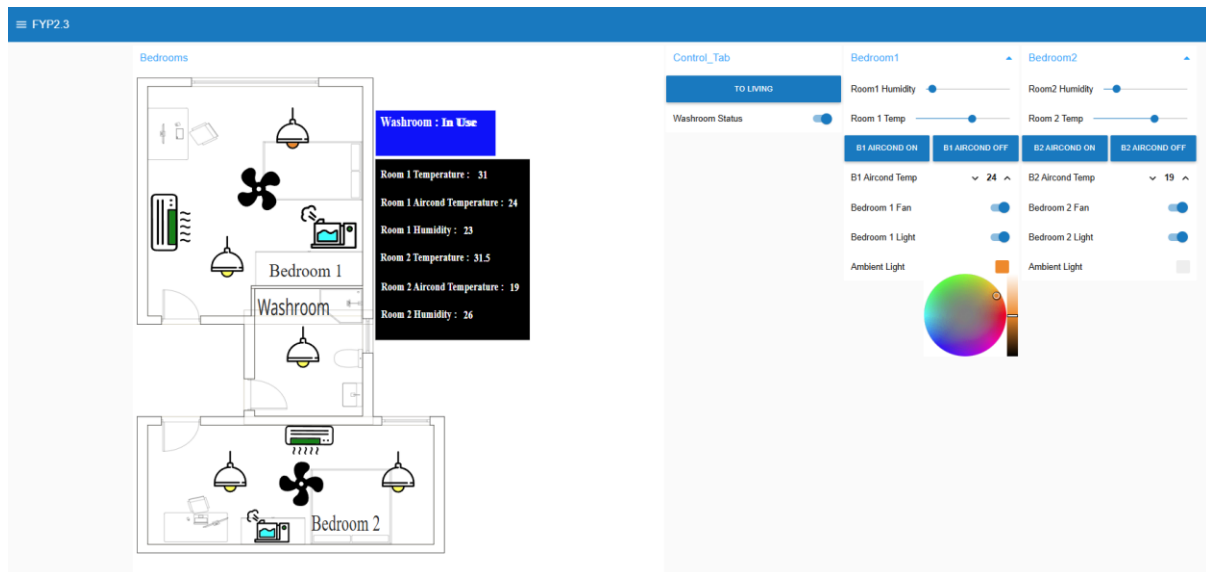 FYP2.3
Bedrooms
Washroom : In Use
Room 1 Temperature : 31
Room 1 Aircond Temperature : 24
Room 1 Humidity : 23
Room 2 Temperature : 31.5
Room 2 Aircond Temperature : 19
Room 2 Humidity : 26
Bedroom 1
Washroom
Bedroom 2
Control_Tab
TO LIVING
Washroom Status
Bedroom1
Room1 Humidity
Room 1 Temp
B1 AIRCOND ON B1 AIRCOND OFF
B1 Aircond Temp 24
Bedroom 1 Fan
Bedroom 1 Light
Ambient Light
Bedroom2
Room2 Humidity
Room 2 Temp
B2 AIRCOND ON B2 AIRCOND OFF
B2 Aircond Temp 19
Bedroom 2 Fan
Bedroom 2 Light
Ambient Light